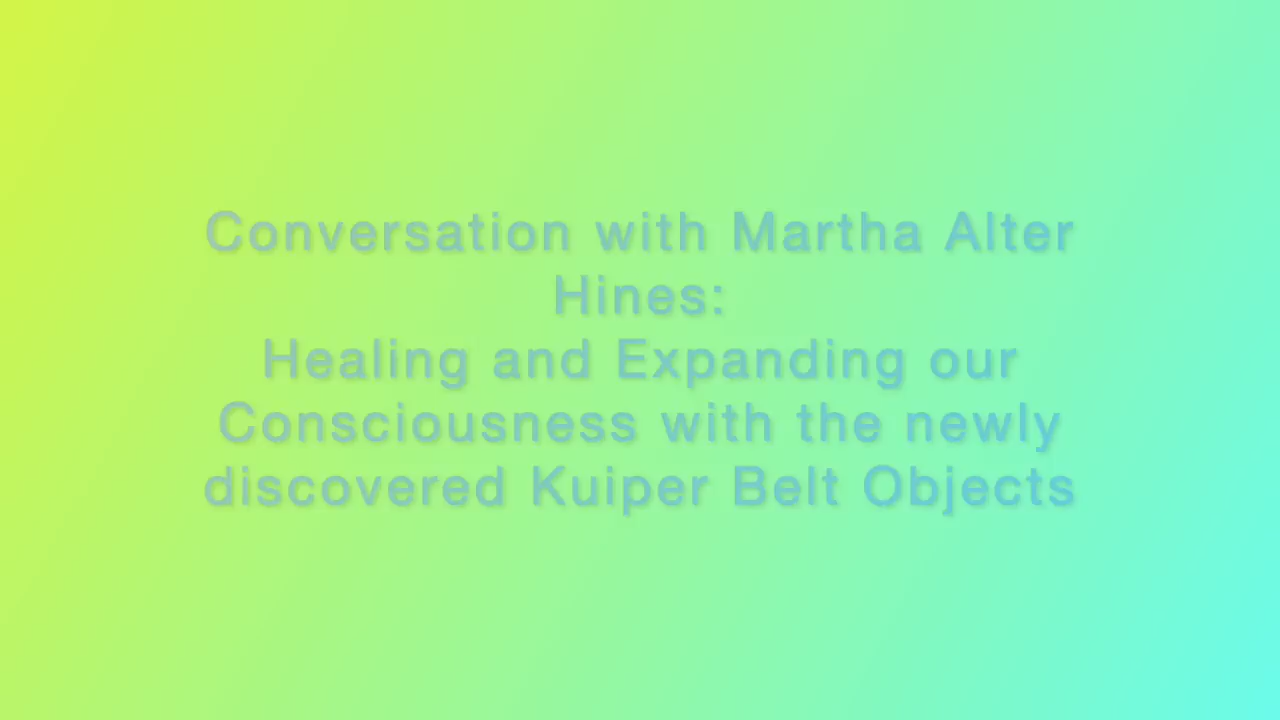 Conversation with Martha Alter
Hines:
Healing and Expanding our
Consciousness with the newly
discovered Kuiper Belt Objects